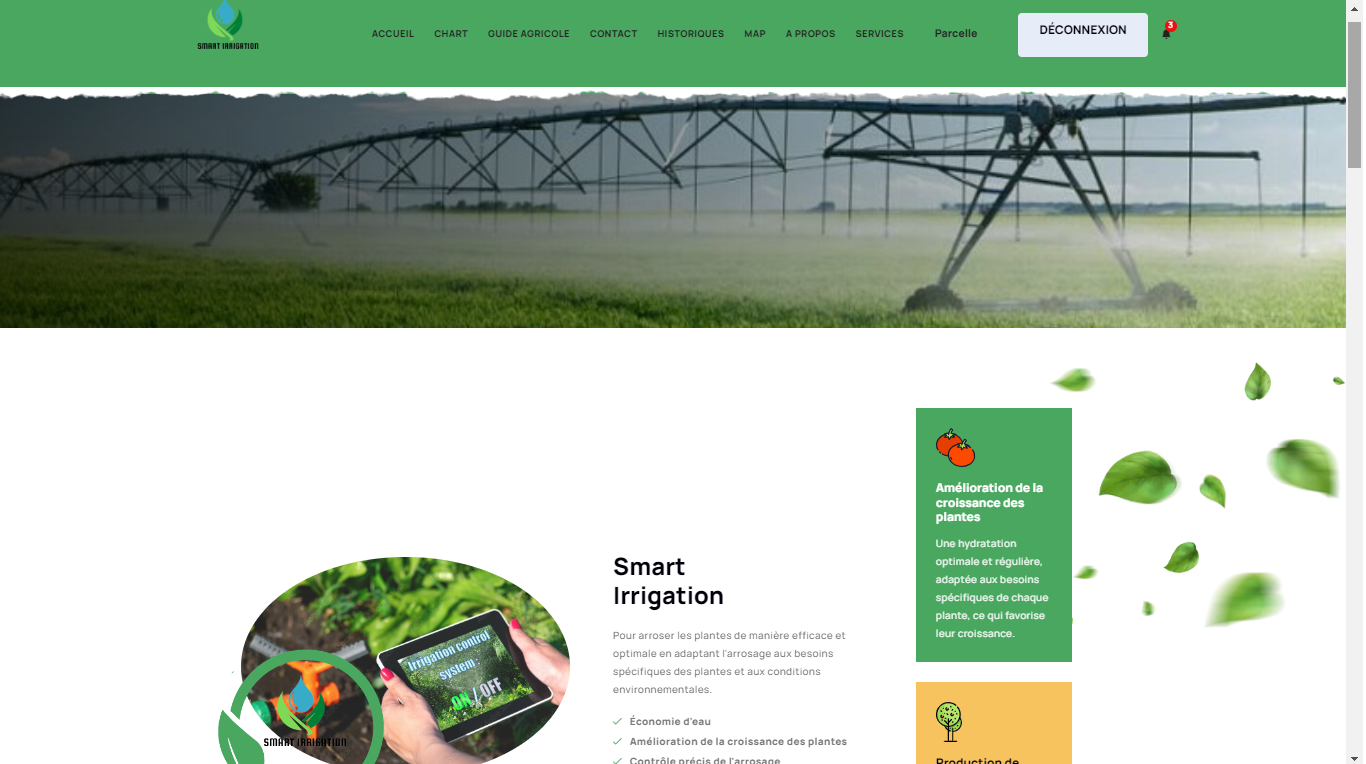 SMART IRRIGATION
ACCUEIL CHART GUIDE AGRICOLE CONTACT HISTORIQUES MAP A PROPOS SERVICES Parcelle DÉCONNEXION 3
Amélioration de la
croissance des
plantes
Une hydratation
optimale et régulière,
adaptée aux besoins
spécifiques de chaque
plante, ce qui favorise
leur croissance.
Smart
Irrigation
Pour arroser les plantes de manière efficace et
optimale en adaptant l'arrosage aux besoins
spécifiques des plantes et aux conditions
environnementales.
Économie d'eau
Amélioration de la croissance des plantes
Contrôle précis de l'arrosage
Irrigation control
system :
ON / OFF
SMART IRRIGATION
Production de